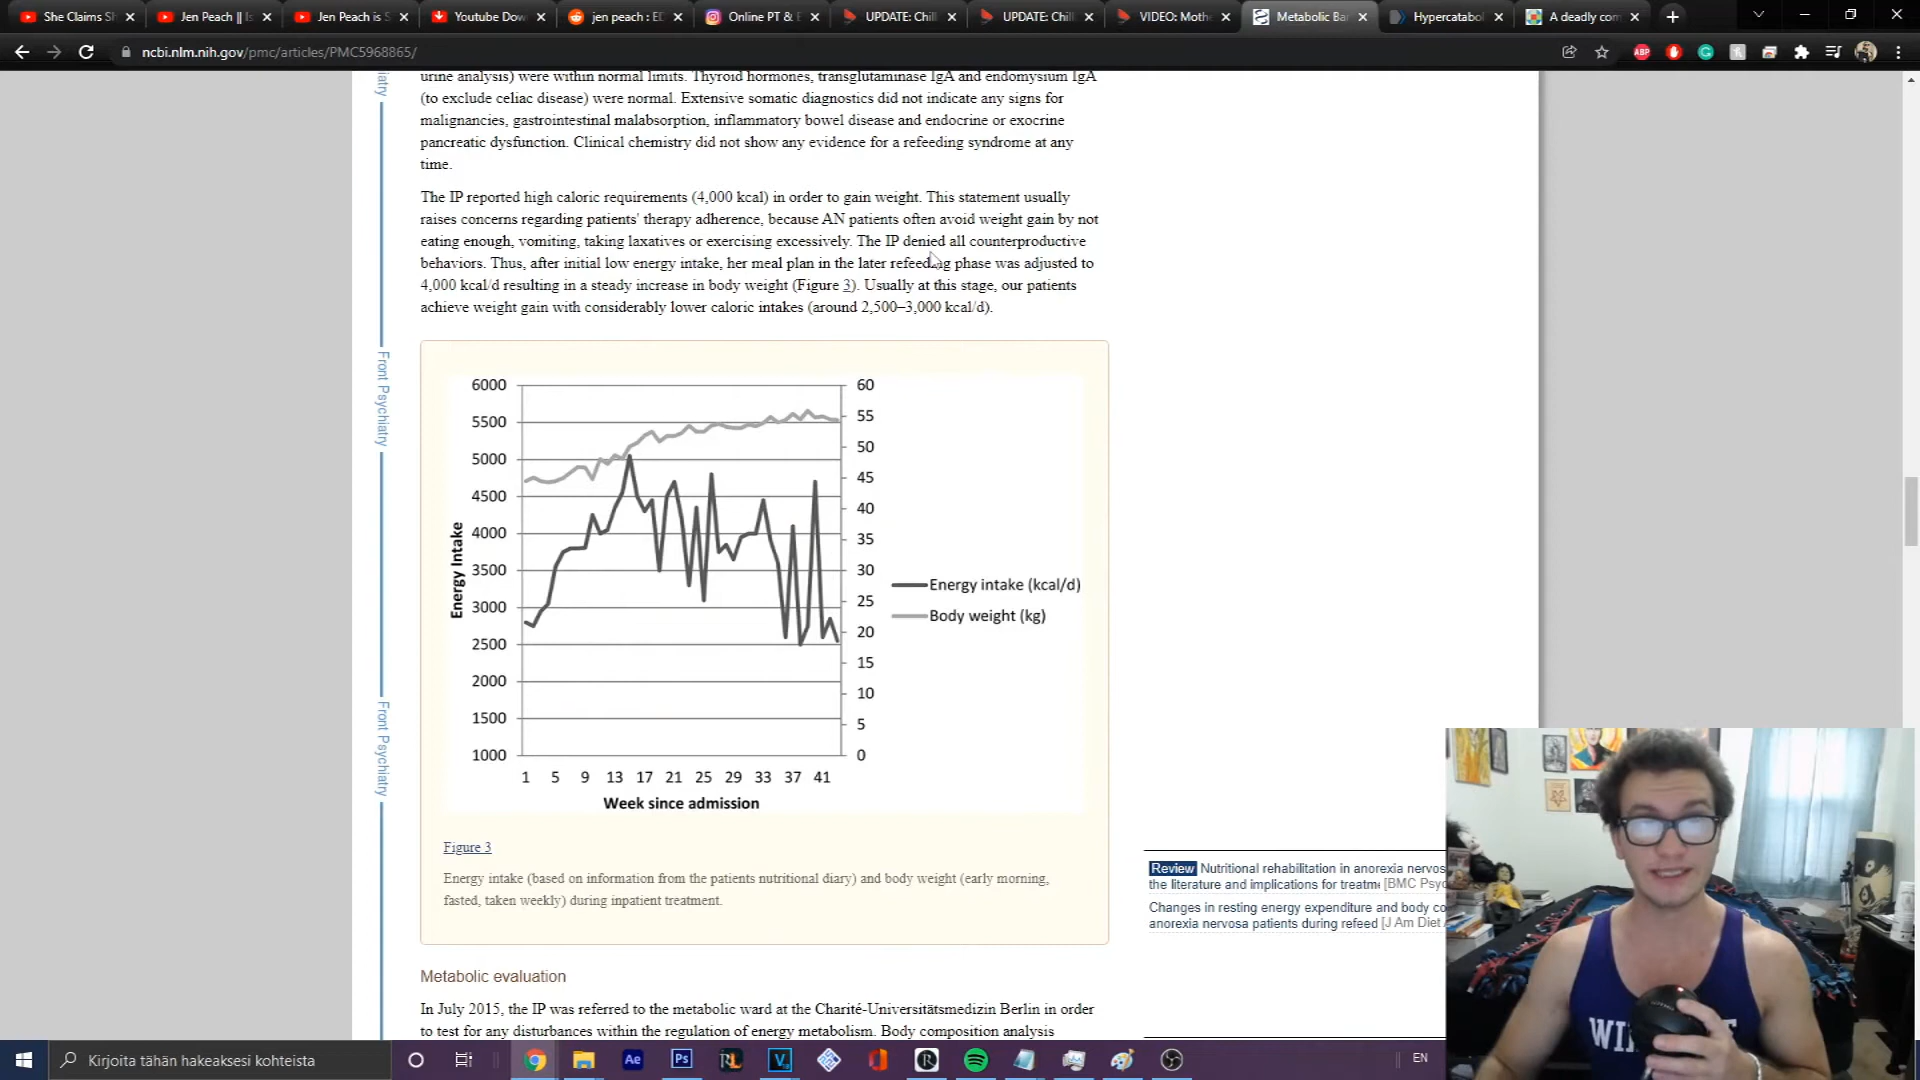 She Claims S
Jen Peach || Is
Jen Peach is S
Youtube Dow
jen peach : ED
Online PT & E
UPDATE: Chill
UPDATE: Chill
VIDEO: Mothe
Metabolic Bar
Hypercatabol
A deadly com
ncbi.nlm.nih.gov/pmc/articles/PMC5968865/
urine analysis) were within normal limits. Thyroid hormones, transglutaminase IgA and endomysium IgA
(to exclude celiac disease) were normal. Extensive somatic diagnostics did not indicate any signs for
malignancies, gastrointestinal malabsorption, inflammatory bowel disease and endocrine or exocrine
pancreatic dysfunction. Clinical chemistry did not show any evidence for a refeeding syndrome at any
time.
The IP reported high caloric requirements (4,000 kcal) in order to gain weight. This statement usually
raises concerns regarding patients' therapy adherence, because AN patients often avoid weight gain by not
eating enough, vomiting, taking laxatives or exercising excessively. The IP denied all counterproductive
behaviors. Thus, after initial low energy intake, her meal plan in the later refeeding phase was adjusted to
4,000 kcal/d resulting in a steady increase in body weight (Figure 3). Usually at this stage, our patients
achieve weight gain with considerably lower caloric intakes (around 2,500–3,000 kcal/d).
Front Psychiatry
Front Psychiatry
6000
5500
5000
4500
4000
3500
3000
2500
2000
1500
1000
Energy Intake
60
55
50
45
40
35
30
25
20
15
10
5
0
Energy intake (kcal/d)
Body weight (kg)
1 5 9 13 17 21 25 29 33 37 41
Week since admission
Figure 3
Energy intake (based on information from the patients nutritional diary) and body weight (early morning,
fasted, taken weekly) during inpatient treatment.
Review Nutritional rehabilitation in anorexia nervos
the literature and implications for treatme [BMC Psyc
Changes in resting energy expenditure and body co
anorexia nervosa patients during refeed [J Am Diet
Metabolic evaluation
In July 2015, the IP was referred to the metabolic ward at the Charité-Universitätsmedizin Berlin in order
to test for any disturbances within the regulation of energy metabolism. Body composition analysis
Kirjoita tähän hakeaksesi kohteista
EN